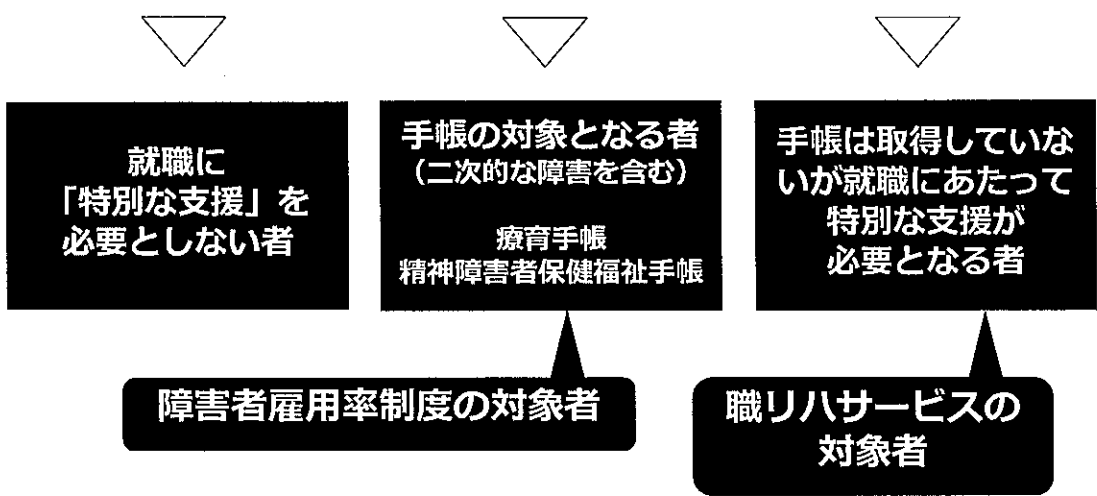 就職に
「特別な支援」を
必要としない者
手帳の対象となる者
（二次的な障害を含む）
療育手帳
精神障害者保健福祉手帳
手帳は取得していな
いが就職にあたって
特別な支援が
必要となる者
障害者雇用率制度の対象者
職リハサービスの
対象者